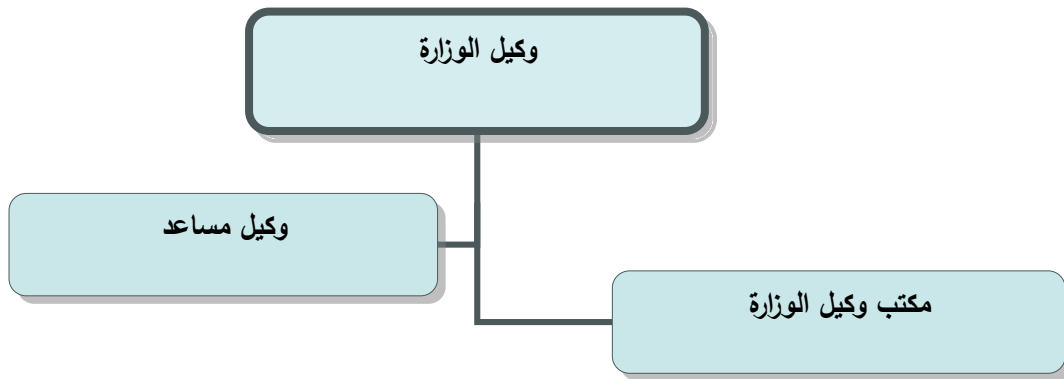 وكيل الوزارة
وكيل مساعد
مكتب وكيل الوزارة